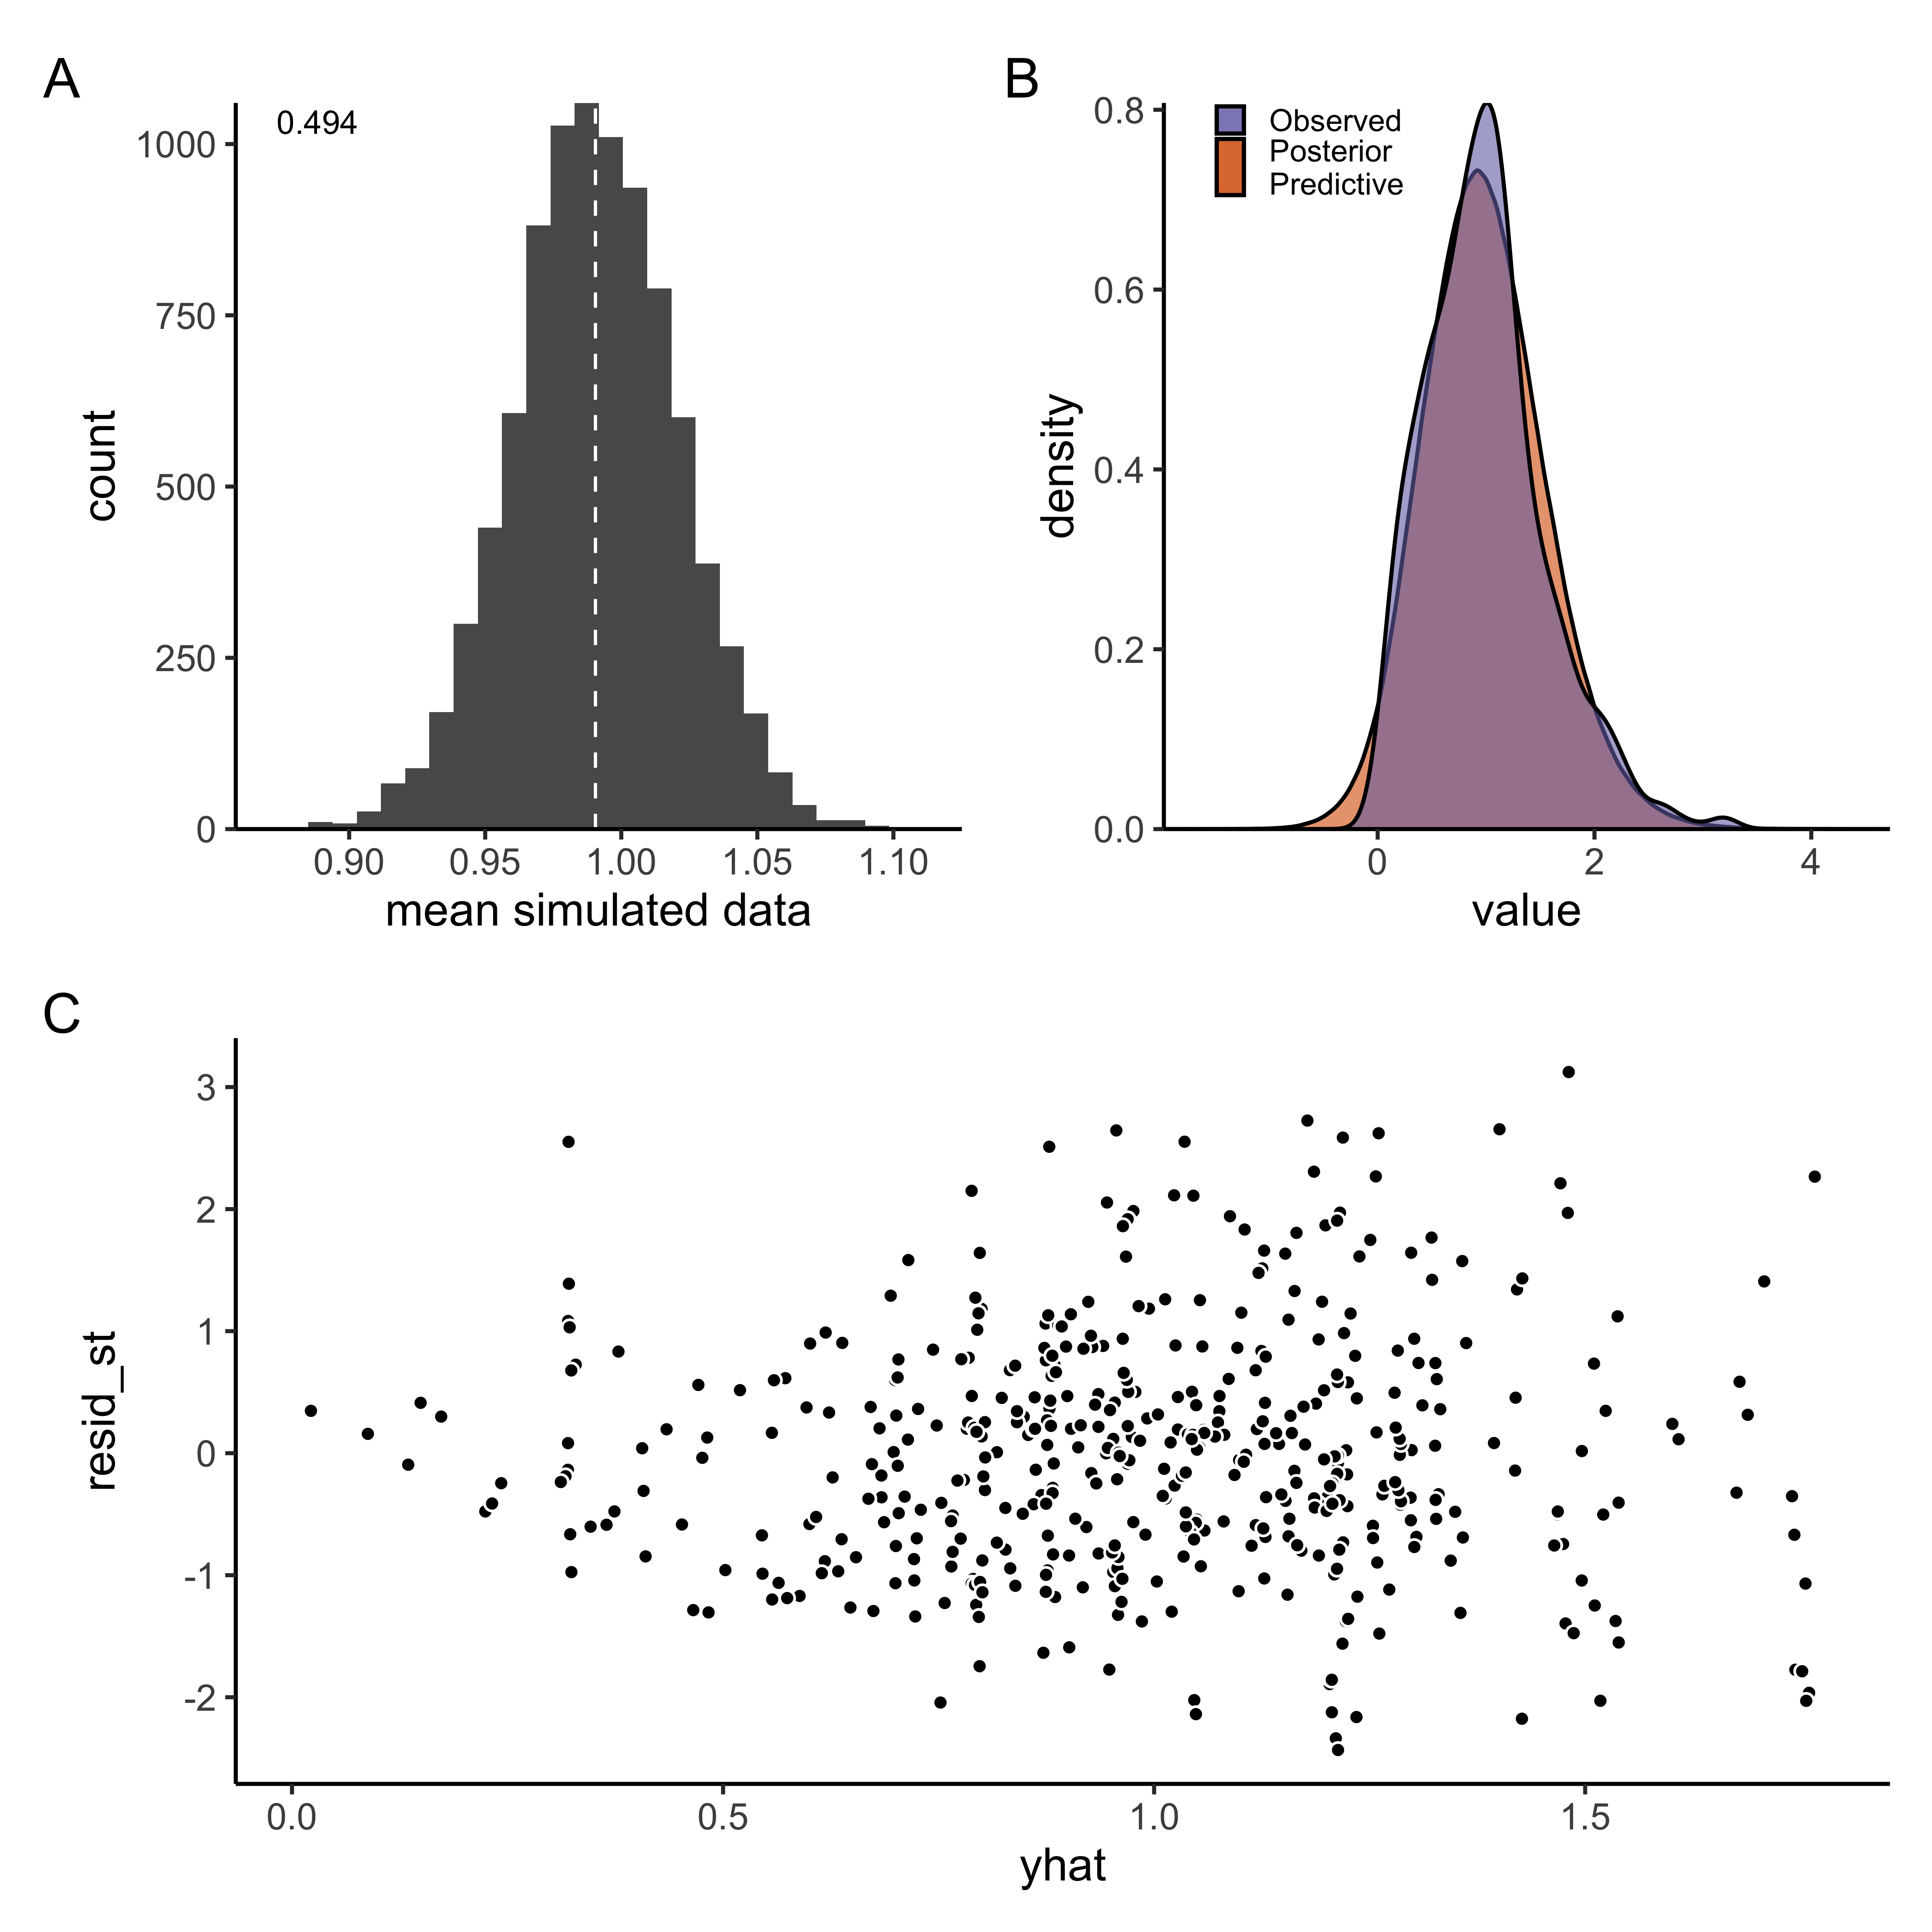 A
0.494
1000
750
500
250
0
count
0.90 0.95 1.00 1.05 1.10
mean simulated data
B
Observed
Posterior
Predictive
0.8
0.6
0.4
0.2
0.0
density
0 2 4
value
C
3
2
1
0
-1
-2
resid_st
0.0 0.5 1.0 1.5
yhat